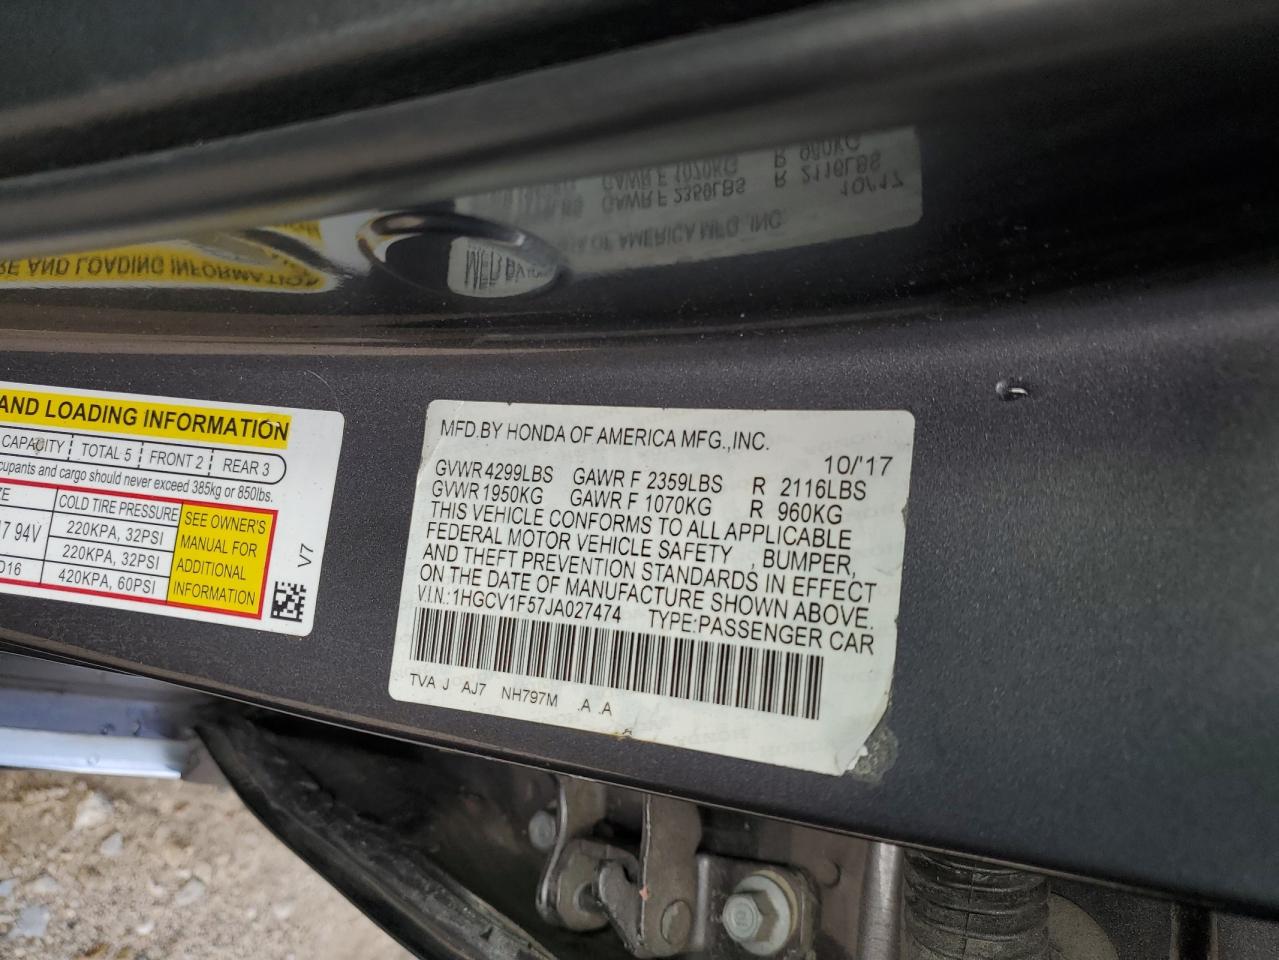 AND LOADING INFORMATION
CAPACITY TOTAL 5 FRONT 2 REAR 3
cupants and cargo should never exceed 385kg or 850lbs.
ZE COLD TIRE PRESSURE
17 94V 220KPA, 32PSI
220KPA, 32PSI
D16 420KPA, 60PSI
SEE OWNER'S
MANUAL FOR
ADDITIONAL
INFORMATION
V7
MFD.BY HONDA OF AMERICA MFG.,INC.
10/'17
GVWR 4299LBS GAWR F 2359LBS R 2116LBS
GVWR 1950KG GAWR F 1070KG R 960KG
THIS VEHICLE CONFORMS TO ALL APPLICABLE
FEDERAL MOTOR VEHICLE SAFETY , BUMPER,
AND THEFT PREVENTION STANDARDS IN EFFECT
ON THE DATE OF MANUFACTURE SHOWN ABOVE.
V.I.N.:1HGCV1F57JA027474 TYPE:PASSENGER CAR
TVA J AJ7 NH797M .A .A